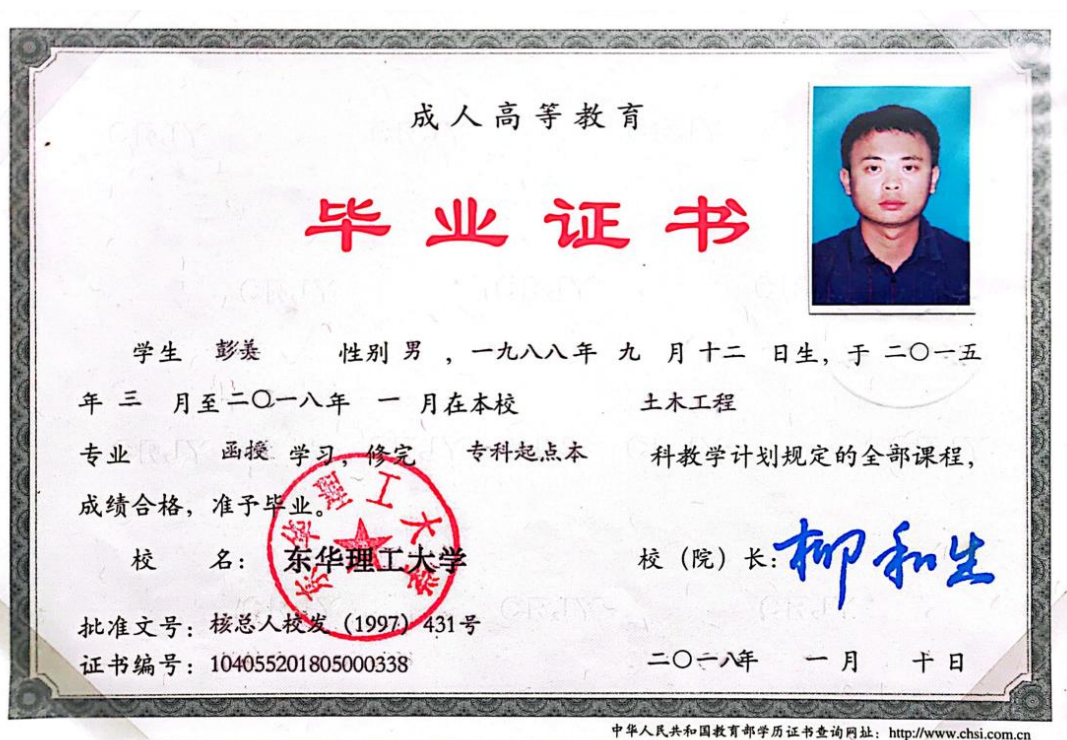 成人高等教育
毕业证书
学生 彭姜 性别 男 ，一九八八年 九 月十二 日生，于 二〇一五
年 三 月至二〇一八年 一 月在本校 土木工程
专业 函授 学习，修完 专科起点本 科教学计划规定的全部课程，
成绩合格，准予毕业。
东华理工大学
校 名：东华理工大学 校（院）长：柳和生
批准文号：核总人校发（1997）431号
证书编号：104055201805000338 二〇一八年 一月 十日
中华人民共和国教育部学历证书查询网址：http://www.chsi.com.cn